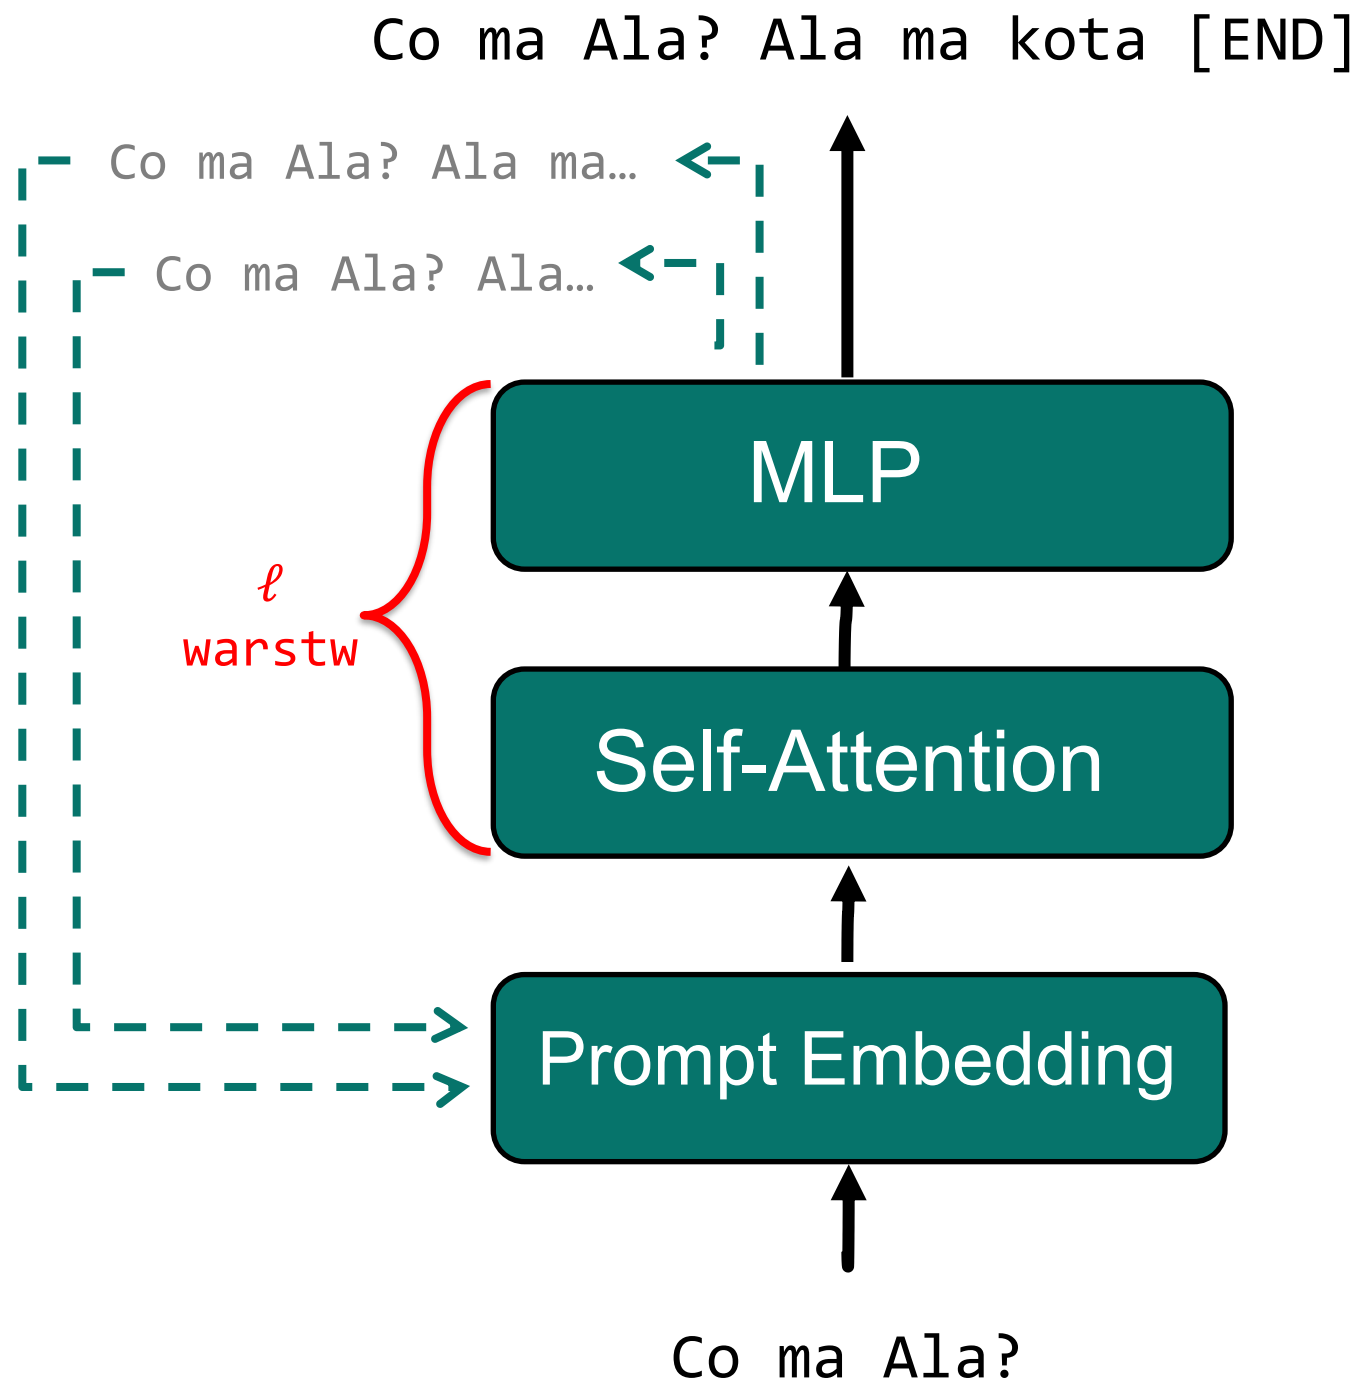 Co ma Ala? Ala ma kota [END]
Co ma Ala? Ala ma…
Co ma Ala? Ala…
MLP
ℓ
warstw
Self-Attention
Prompt Embedding
Co ma Ala?